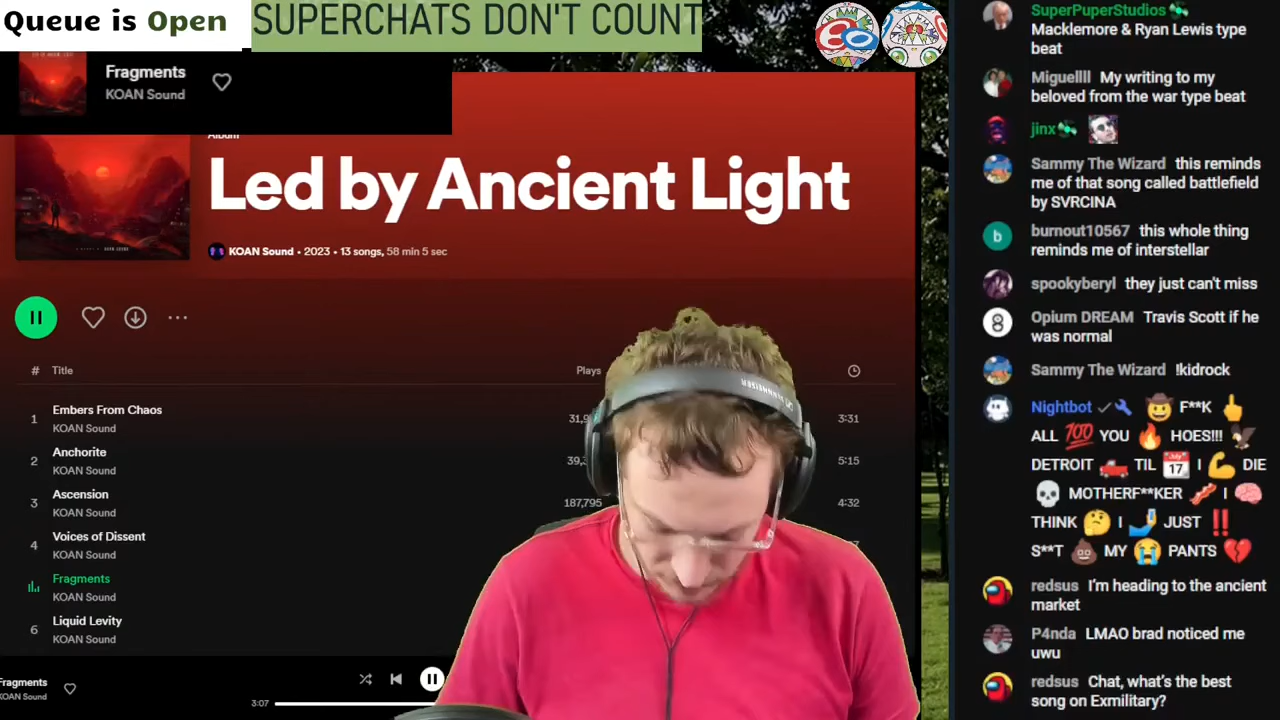 Queue is Open
SUPERCHATS DON'T COUNT
Fragments
KOAN Sound
Album
Led by Ancient Light
KOAN Sound • 2023 • 13 songs, 58 min 5 sec
# Title Plays
1 Embers From Chaos 31,9 3:31
KOAN Sound
2 Anchorite 39, 5:15
KOAN Sound
3 Ascension 187,795 4:32
KOAN Sound
4 Voices of Dissent
KOAN Sound
Fragments
KOAN Sound
6 Liquid Levity
KOAN Sound
Fragments
KOAN Sound
3:07
SENNHEISER
SuperPuperStudios
Macklemore & Ryan Lewis type
beat
Miguellll My writing to my
beloved from the war type beat
jinx
Sammy The Wizard this reminds
me of that song called battlefield
by SVRCINA
burnout10567 this whole thing
reminds me of interstellar
spookyberyl they just can't miss
Opium DREAM Travis Scott if he
was normal
Sammy The Wizard !kidrock
Nightbot 🤠 F**K 🖕
ALL 💯 YOU 🔥 HOES!!! 🦅
DETROIT 🛻 TIL 📅 I 💪 DIE
💀 MOTHERF**KER 🥓 I 🧠
THINK 🤔 I 🤳 JUST ‼️
S**T 💩 MY 😭 PANTS 💔
redsus I'm heading to the ancient
market
P4nda LMAO brad noticed me
uwu
redsus Chat, what's the best
song on Exmilitary?